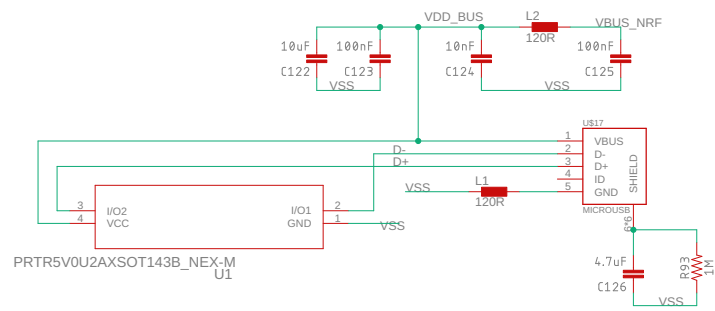 VDD_BUS
L2
VBUS_NRF
120R
10uF
100nF
10nF
100nF
C122
C123
C124
C125
VSS
VSS
U$17
1
VBUS
D-
2
D-
D+
3
D+
4
ID
SHIELD
VSS
L1
5
GND
120R
MICROUSB
6*6
3
I/O2
I/O1
2
4
VCC
GND
1
VSS
PRTR5V0U2AXSOT143B_NEX-M
U1
4.7uF
C126
R93
1M
VSS